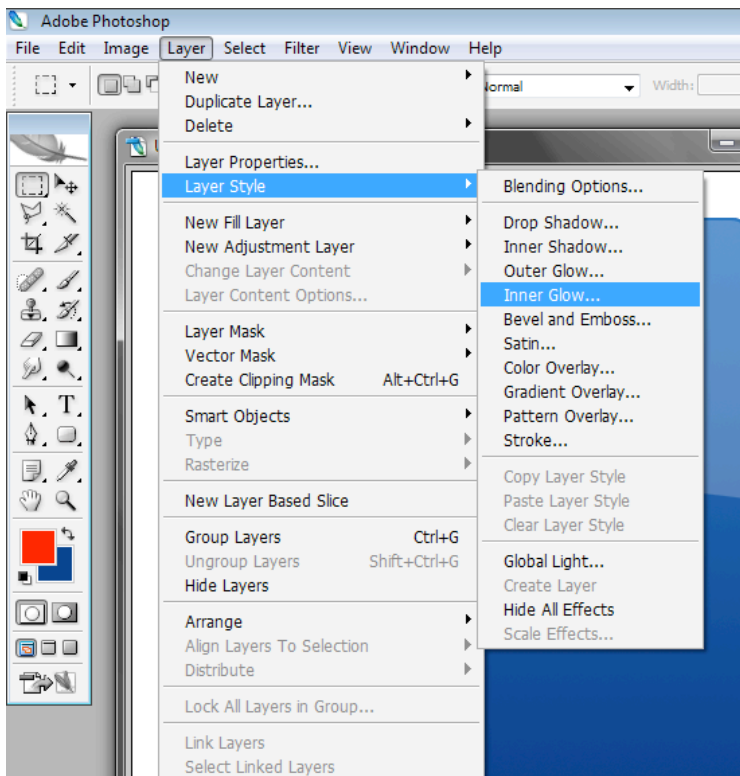 Adobe Photoshop
File Edit Image Layer Select Filter View Window Help
Normal Width:
New
Duplicate Layer...
Delete
Layer Properties...
Layer Style
New Fill Layer
New Adjustment Layer
Change Layer Content
Layer Content Options...
Layer Mask
Vector Mask
Create Clipping Mask Alt+Ctrl+G
Smart Objects
Type
Rasterize
New Layer Based Slice
Group Layers Ctrl+G
Ungroup Layers Shift+Ctrl+G
Hide Layers
Arrange
Align Layers To Selection
Distribute
Lock All Layers in Group...
Link Layers
Select Linked Layers
Blending Options...
Drop Shadow...
Inner Shadow...
Outer Glow...
Inner Glow...
Bevel and Emboss...
Satin...
Color Overlay...
Gradient Overlay...
Pattern Overlay...
Stroke...
Copy Layer Style
Paste Layer Style
Clear Layer Style
Global Light...
Create Layer
Hide All Effects
Scale Effects...